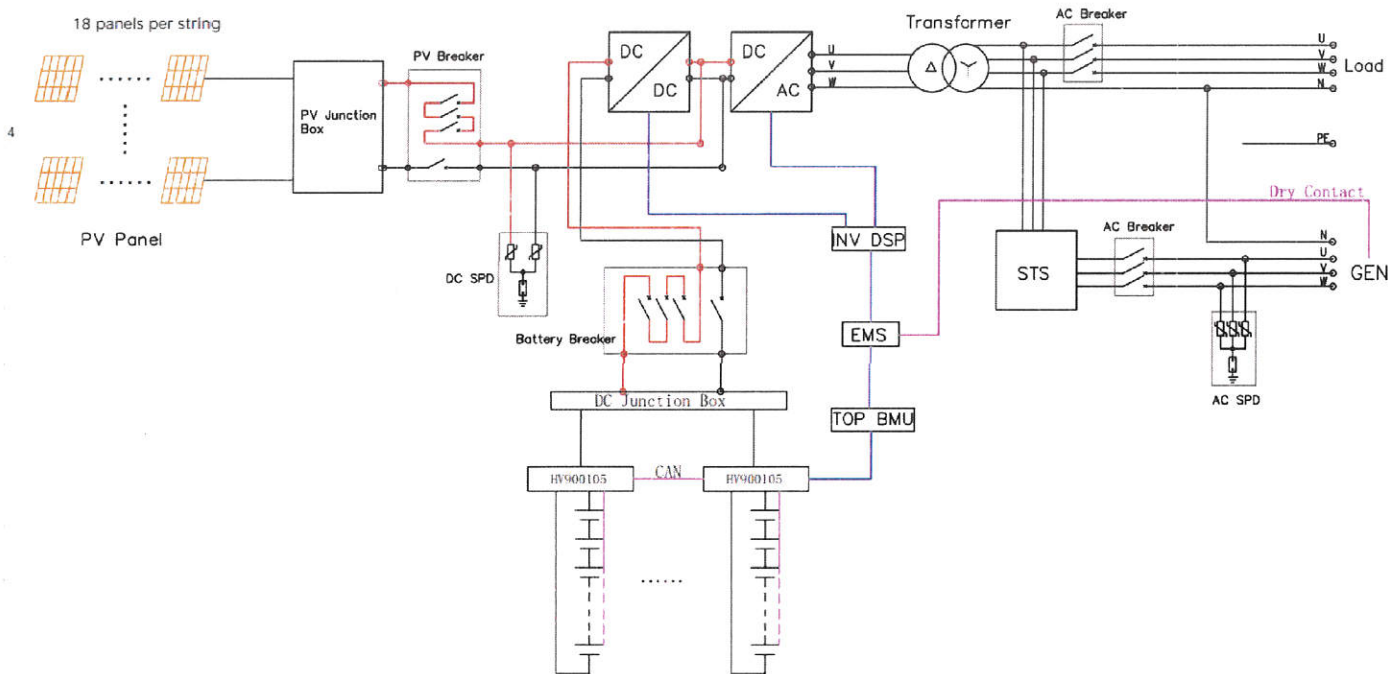 18 panels per string
4
PV Panel
PV Junction
Box
PV Breaker
DC SPD
DC
DC
DC
AC
U
V
W
Transformer
Δ
Y
AC Breaker
U
V
W
N
Load
PE
Dry Contact
INV DSP
EMS
TOP BMU
STS
AC Breaker
N
U
V
W
GEN
AC SPD
Battery Breaker
DC Junction Box
HV900105
CAN
HV900105